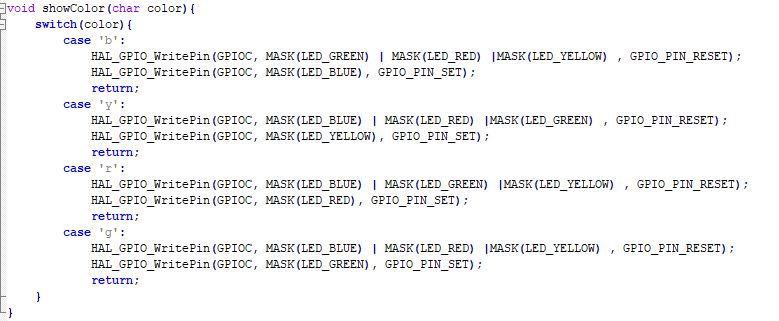 void showColor(char color){
    switch(color){
        case 'b':
            HAL_GPIO_WritePin(GPIOC, MASK(LED_GREEN) | MASK(LED_RED) |MASK(LED_YELLOW) , GPIO_PIN_RESET);
            HAL_GPIO_WritePin(GPIOC, MASK(LED_BLUE), GPIO_PIN_SET);
            return;
        case 'y':
            HAL_GPIO_WritePin(GPIOC, MASK(LED_BLUE) | MASK(LED_RED) |MASK(LED_GREEN) , GPIO_PIN_RESET);
            HAL_GPIO_WritePin(GPIOC, MASK(LED_YELLOW), GPIO_PIN_SET);
            return;
        case 'r':
            HAL_GPIO_WritePin(GPIOC, MASK(LED_BLUE) | MASK(LED_GREEN) |MASK(LED_YELLOW) , GPIO_PIN_RESET);
            HAL_GPIO_WritePin(GPIOC, MASK(LED_RED), GPIO_PIN_SET);
            return;
        case 'g':
            HAL_GPIO_WritePin(GPIOC, MASK(LED_BLUE) | MASK(LED_RED) |MASK(LED_YELLOW) , GPIO_PIN_RESET);
            HAL_GPIO_WritePin(GPIOC, MASK(LED_GREEN), GPIO_PIN_SET);
            return;
    }
}